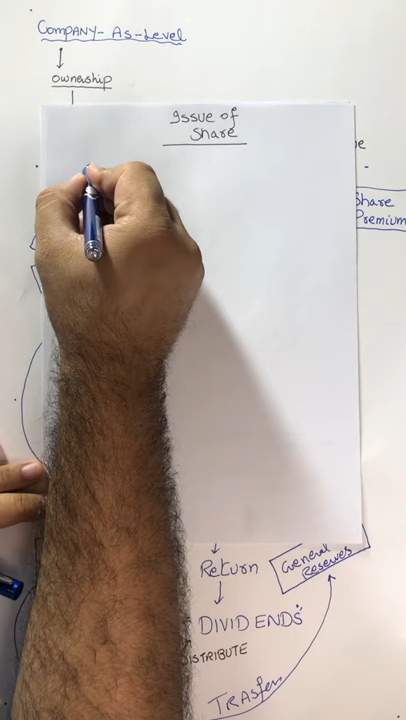 COMPANY- As-Level
ownership
Issue of
Share
Share
Premium
General
Reserves
Return
DIVIDENDS
ISTRIBUTE
TRAsfer